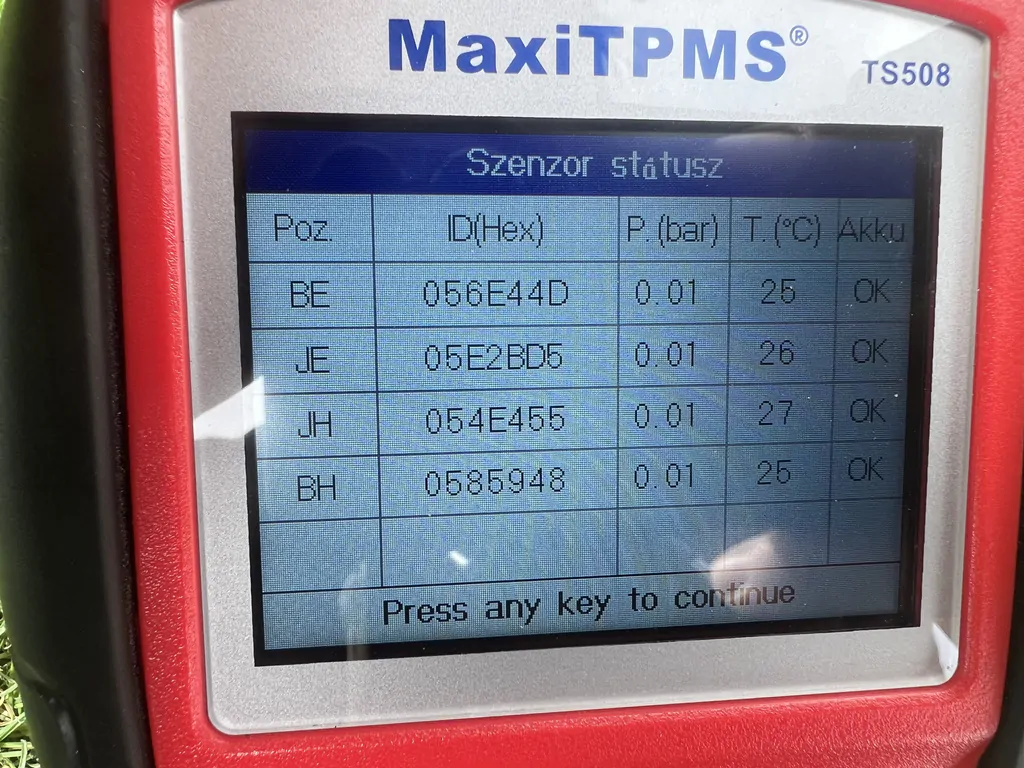 MaxiTPMS®
TS508
Szenzor státusz
Poz. ID(Hex) P.(bar) T.(°C) Akku
BE 056E44D 0.01 25 OK
JE 05E2BD5 0.01 26 OK
JH 054E455 0.01 27 OK
BH 0585948 0.01 25 OK
Press any key to continue